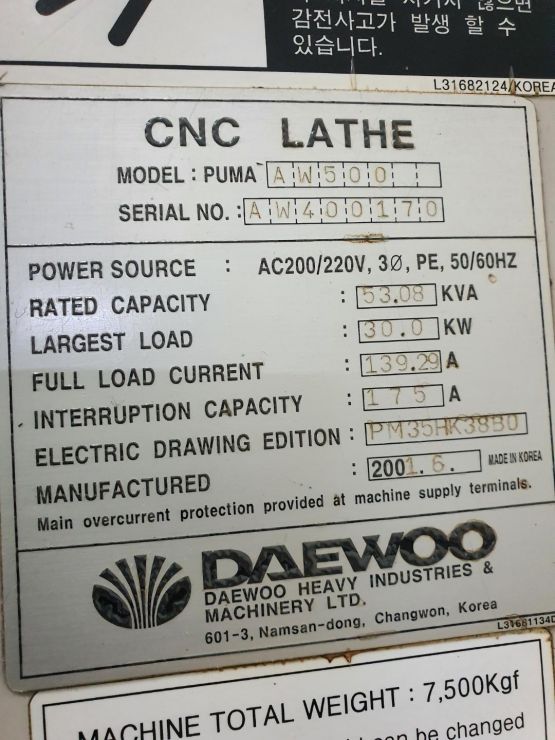 감전사고가 발생 할 수
있습니다.
L31682124/KOREA
CNC LATHE
MODEL : PUMA AW500
SERIAL NO. : AW400170
POWER SOURCE : AC200/220V, 3Ø, PE, 50/60HZ
RATED CAPACITY : 53.08 KVA
LARGEST LOAD : 30.0 KW
FULL LOAD CURRENT : 139.29 A
INTERRUPTION CAPACITY : 175 A
ELECTRIC DRAWING EDITION : PM35HK38B0
MANUFACTURED : 2001.6. MADE IN KOREA
Main overcurrent protection provided at machine supply terminals.
DAEWOO
DAEWOO HEAVY INDUSTRIES &
MACHINERY LTD.
601-3, Namsan-dong, Changwon, Korea
L31681134D
MACHINE TOTAL WEIGHT : 7,500Kgf
can be changed